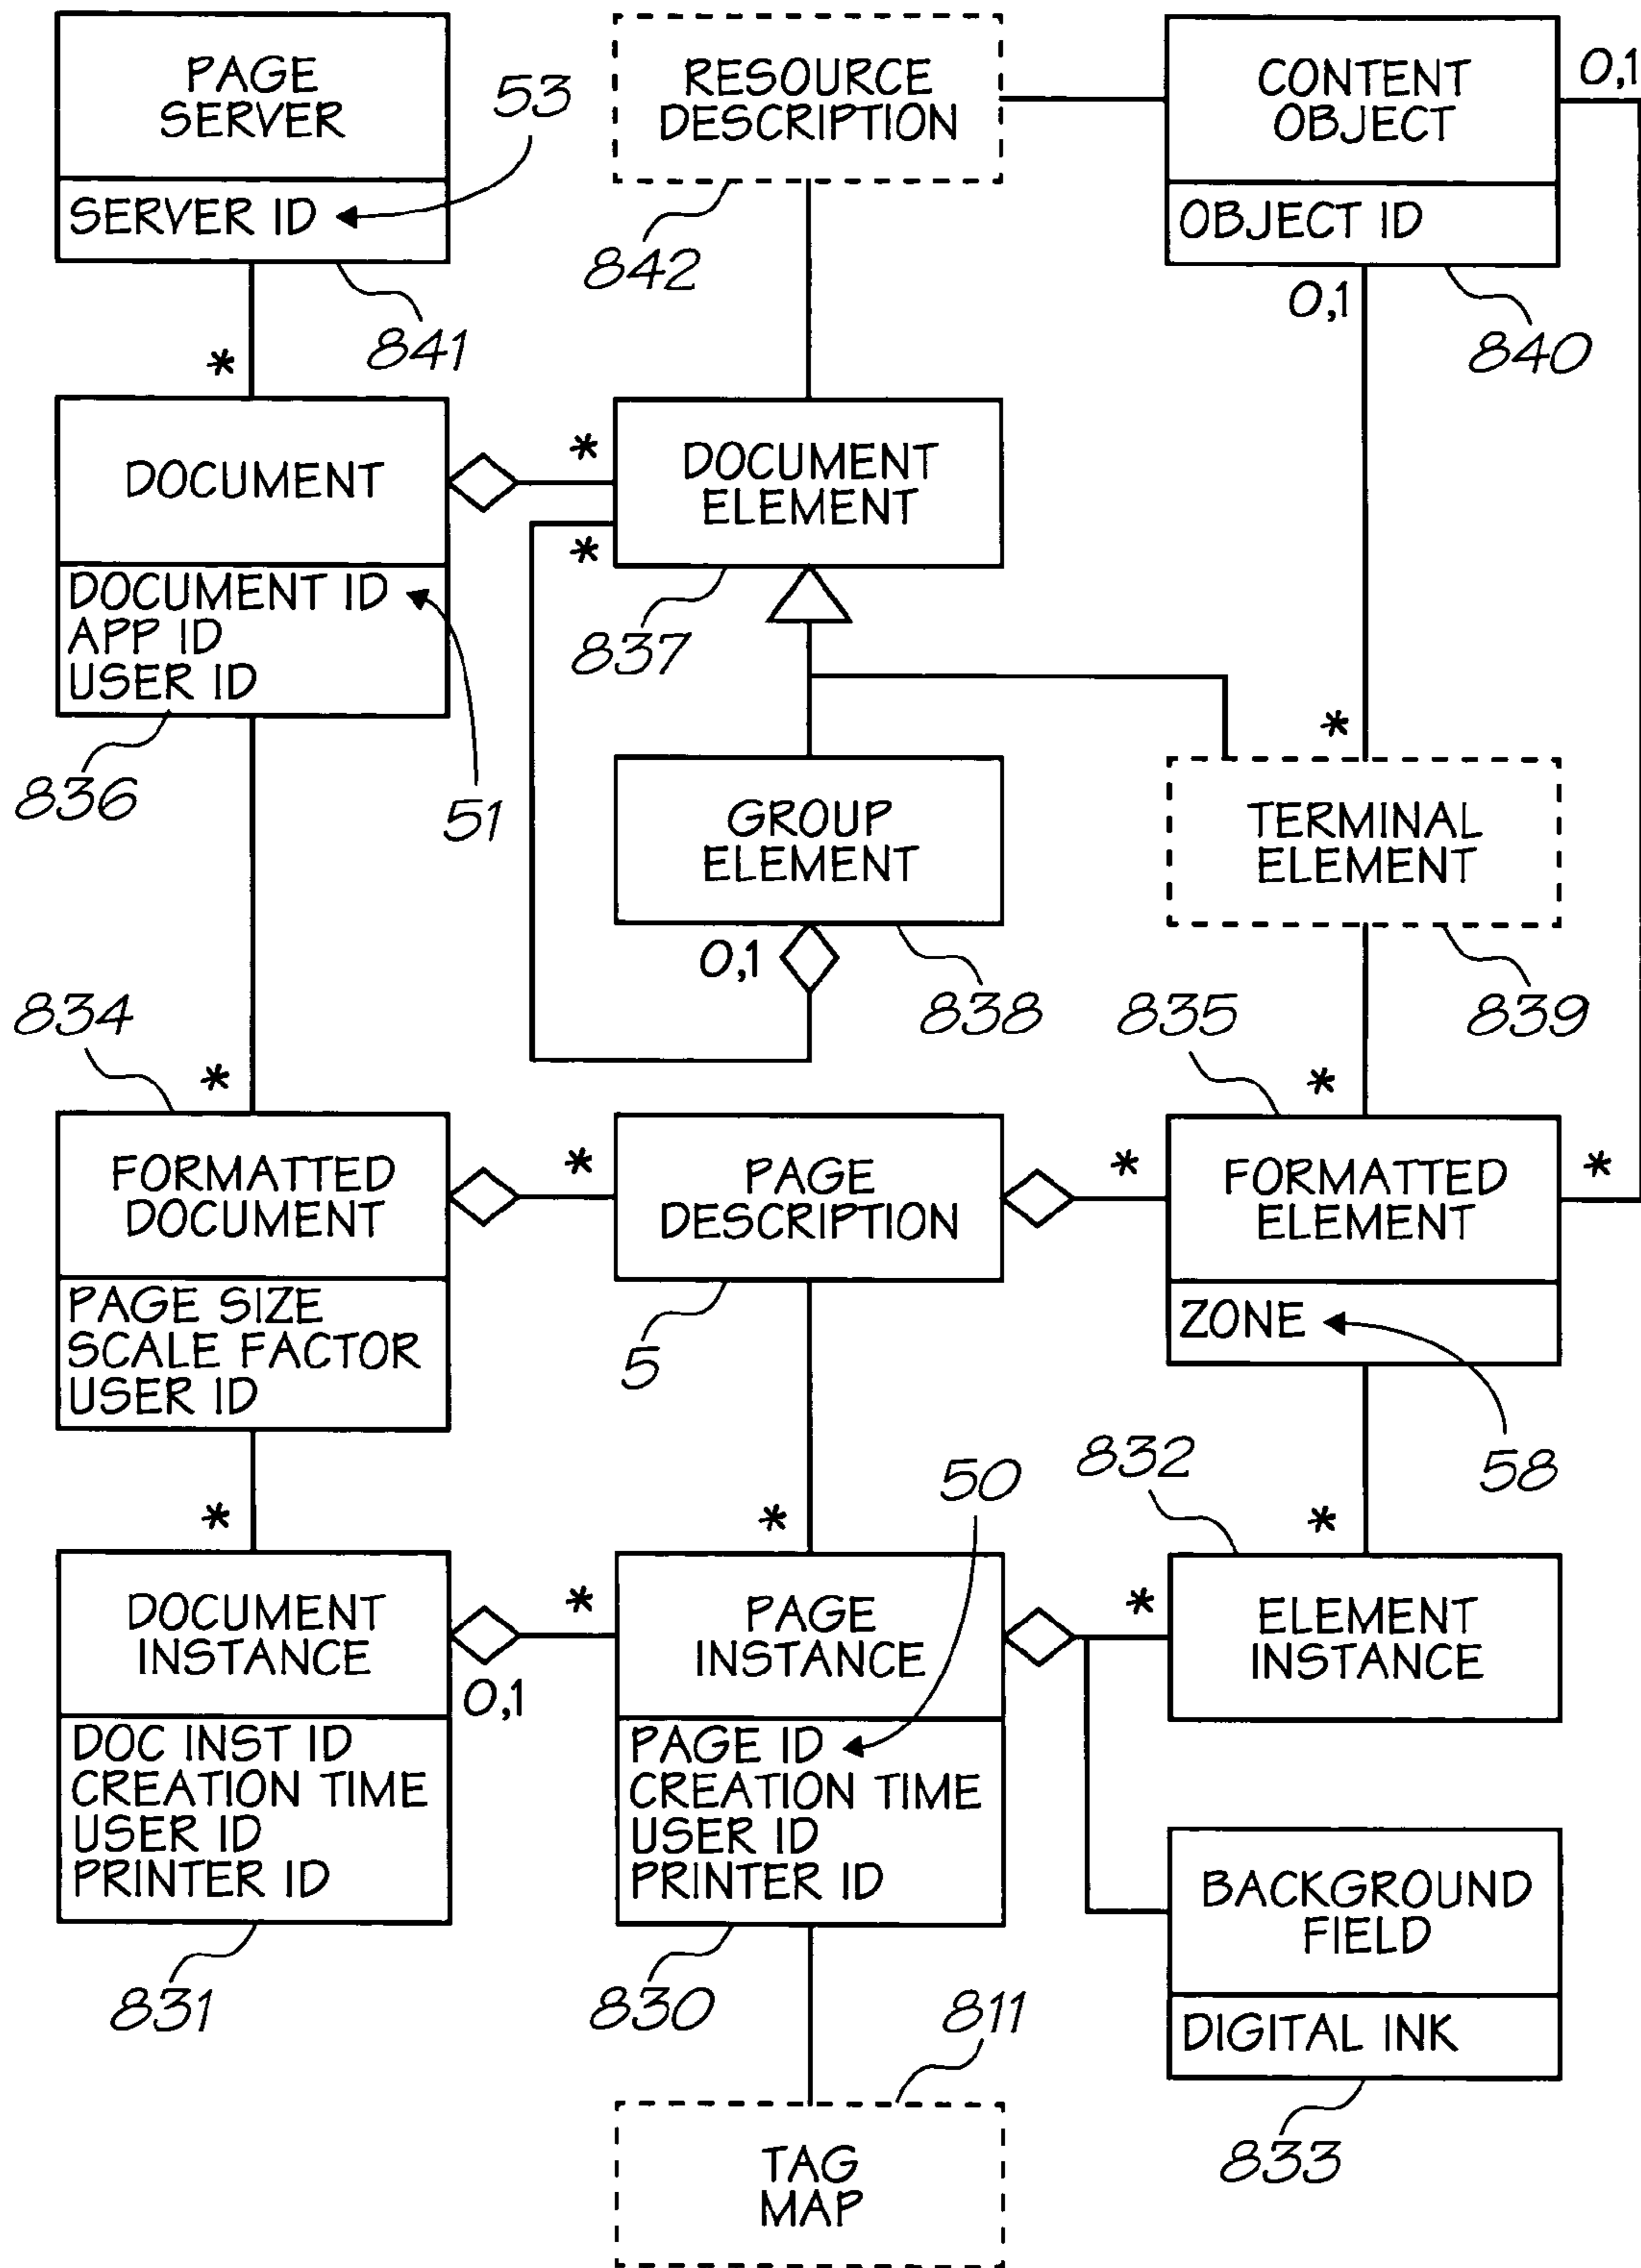 PAGE
SERVER
SERVER ID
53
841
RESOURCE
DESCRIPTION
842
CONTENT
OBJECT
OBJECT ID
0,1
0,1
840
*
DOCUMENT
DOCUMENT ID
APP ID
USER ID
836
51
*
*
DOCUMENT
ELEMENT
837
GROUP
ELEMENT
0,1
838
*
TERMINAL
ELEMENT
839
834
*
FORMATTED
DOCUMENT
PAGE SIZE
SCALE FACTOR
USER ID
*
PAGE
DESCRIPTION
5
835
*
*
FORMATTED
ELEMENT
*
ZONE
58
*
DOCUMENT
INSTANCE
0,1
DOC INST ID
CREATION TIME
USER ID
PRINTER ID
831
*
*
50
PAGE
INSTANCE
PAGE ID
CREATION TIME
USER ID
PRINTER ID
830
832
*
*
ELEMENT
INSTANCE
BACKGROUND
FIELD
DIGITAL INK
833
811
TAG
MAP